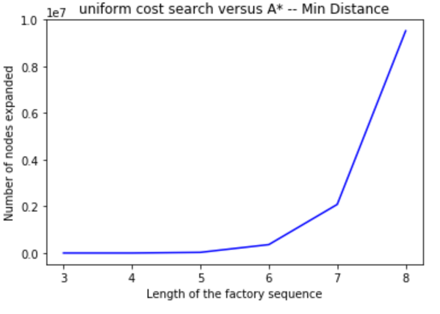 uniform cost search versus A* -- Min Distance
1e7
1.0
0.8
0.6
0.4
0.2
0.0
Number of nodes expanded
3 4 5 6 7 8
Length of the factory sequence